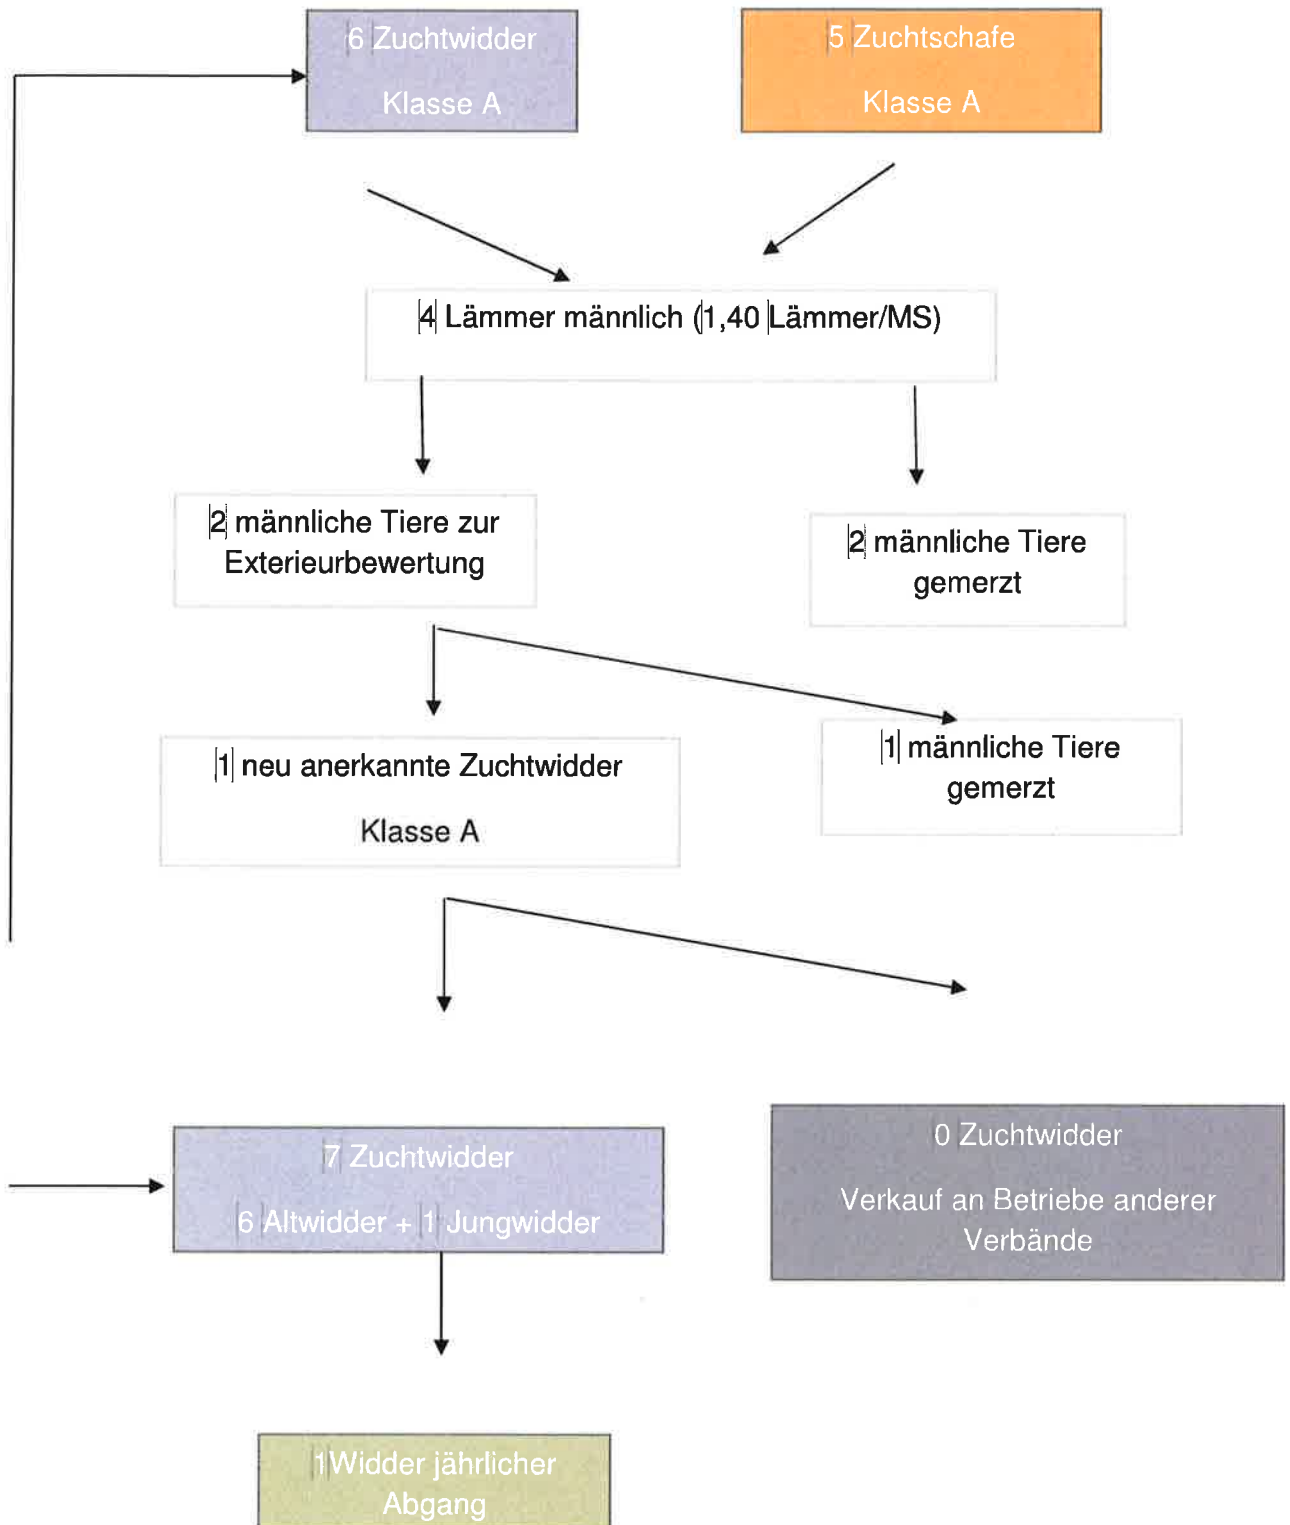 6 Zuchtwidder
Klasse A
5 Zuchtschafe
Klasse A
4 Lämmer männlich (1,40 Lämmer/MS)
2 männliche Tiere zur
Exterieurbewertung
2 männliche Tiere
gemerzt
1 neu anerkannte Zuchtwidder
Klasse A
1 männliche Tiere
gemerzt
7 Zuchtwidder
6 Altwidder + 1 Jungwidder
0 Zuchtwidder
Verkauf an Betriebe anderer
Verbände
1Widder jährlicher
Abgang